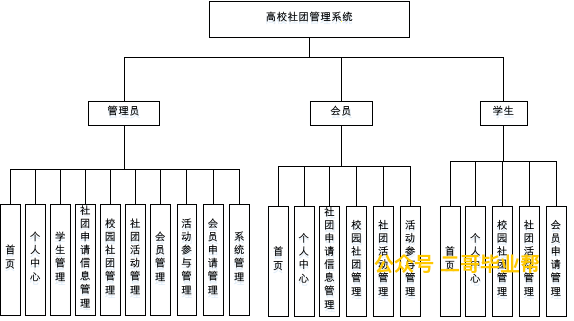 高校社团管理系统
管理员
会员
学生
首页
个人中心
学生管理
社团申请信息管理
校园社团管理
社团活动管理
会员管理
活动参与管理
会员申请管理
系统管理
首页
个人中心
社团申请信息管理
校园社团管理
社团活动管理
活动参与管理
首页
个人中心
校园社团管理
社团活动管理
会员申请管理
公众号 二哥毕业帮